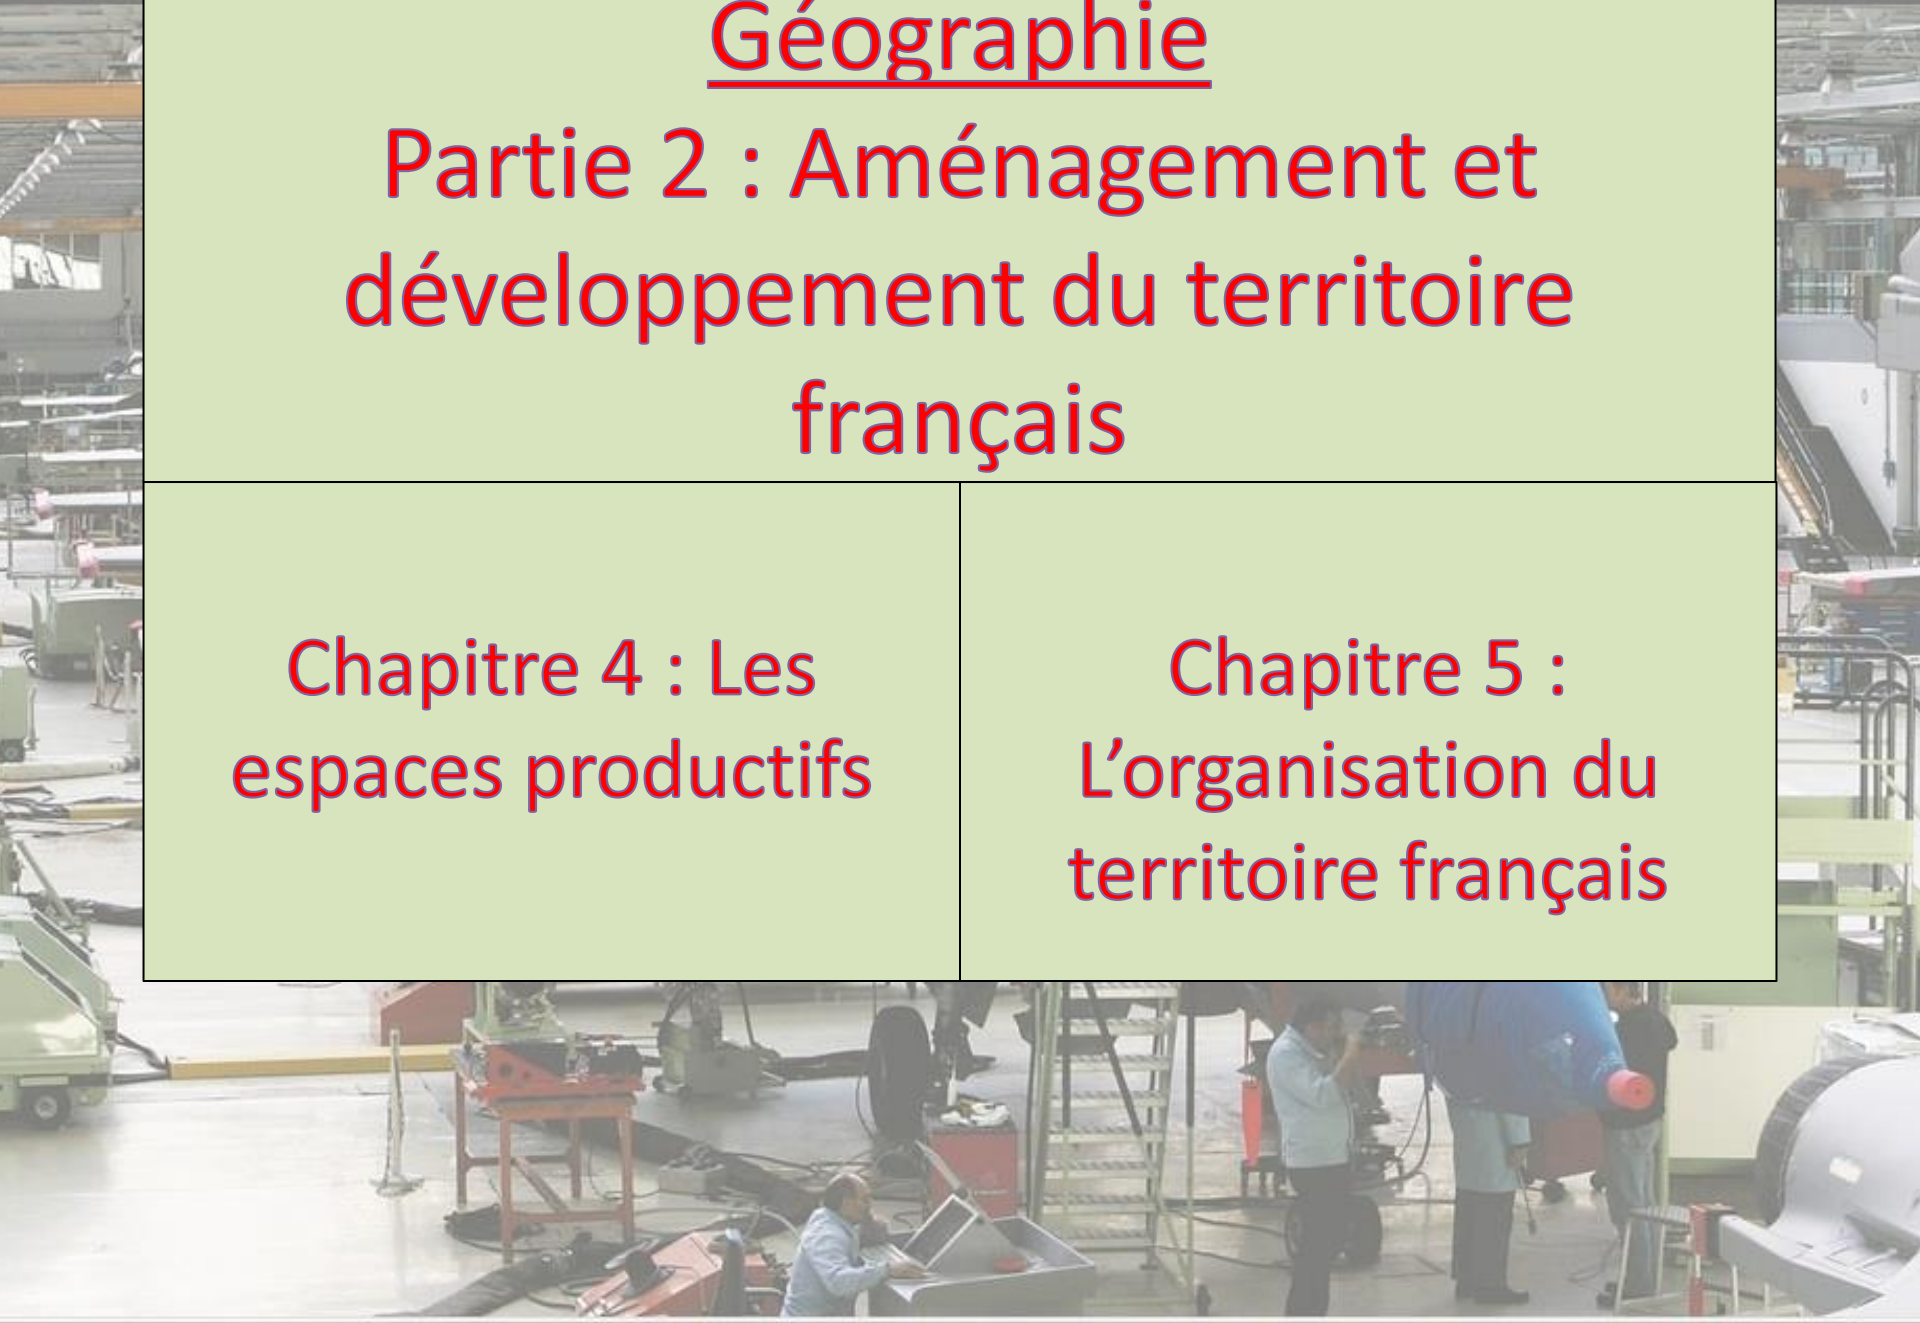 Géographie
Partie 2 : Aménagement et
développement du territoire
français
Chapitre 4 : Les
espaces productifs
Chapitre 5 :
L’organisation du
territoire français